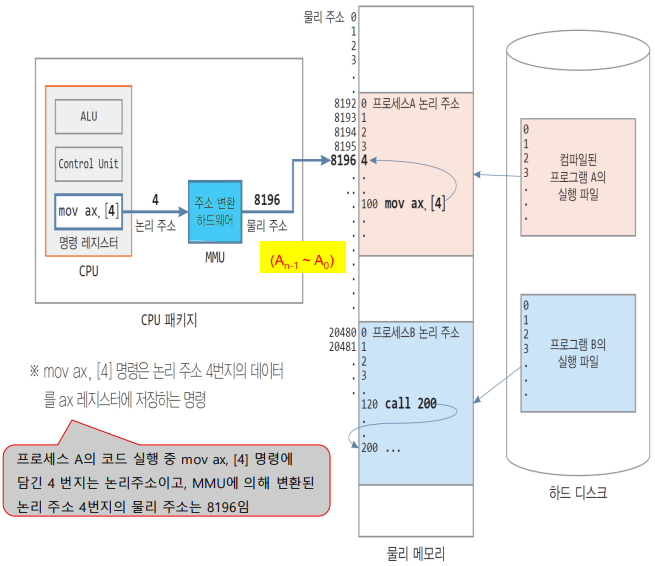 물리 주소 0
1
2
3
.
.
8192 0 프로세스A 논리 주소
8193 1
8194 2
8195 3
8196 4
.
..
100 mov ax,[4]
.
.
.
.
.
.
20480 0 프로세스B 논리 주소
20481 1
. 2
. 3
.
120 call 200
.
.
200 ...
물리 메모리
ALU
Control Unit
mov ax,[4]
명령 레지스터
CPU
4
논리 주소
주소 변환
하드웨어
MMU
8196
물리 주소
(An-1 ~ A0)
CPU 패키지
0
1
2
3
.
.
.
컴파일된
프로그램 A의
실행 파일
0
1
2
3
.
.
.
프로그램 B의
실행 파일
하드 디스크
※ mov ax, [4] 명령은 논리 주소 4번지의 데이터
를 ax 레지스터에 저장하는 명령
프로세스 A의 코드 실행 중 mov ax, [4] 명령에
담긴 4 번지는 논리주소이고, MMU에 의해 변환된
논리 주소 4번지의 물리 주소는 8196임